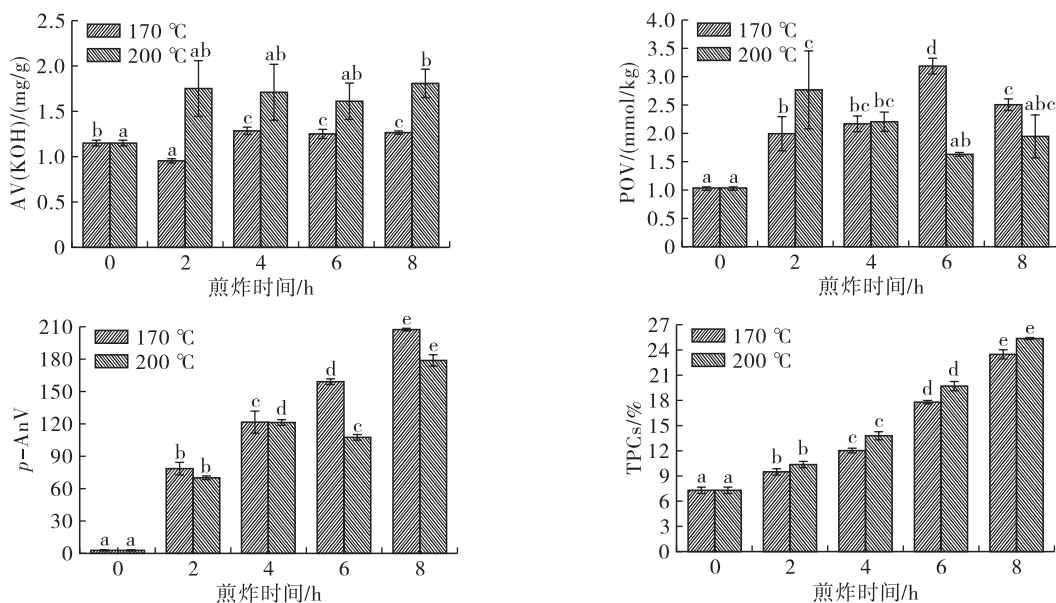 AV(KOH)/(mg/g)
2.5
2.0
1.5
1.0
0.5
0
170 ℃
200 ℃
b a a ab c ab c ab c b
0 2 4 6 8
煎炸时间/h
POV/(mmol/kg)
4.0
3.5
3.0
2.5
2.0
1.5
1.0
0.5
0.0
170 ℃
200 ℃
a a b c bc bc d ab c abc
0 2 4 6 8
煎炸时间/h
p-AnV
210
180
150
120
90
60
30
0
170 ℃
200 ℃
a a b b c d d c e e
0 2 4 6 8
煎炸时间/h
TPCs/%
27
24
21
18
15
12
9
6
3
0
170 ℃
200 ℃
a a b b c c d d e e
0 2 4 6 8
煎炸时间/h